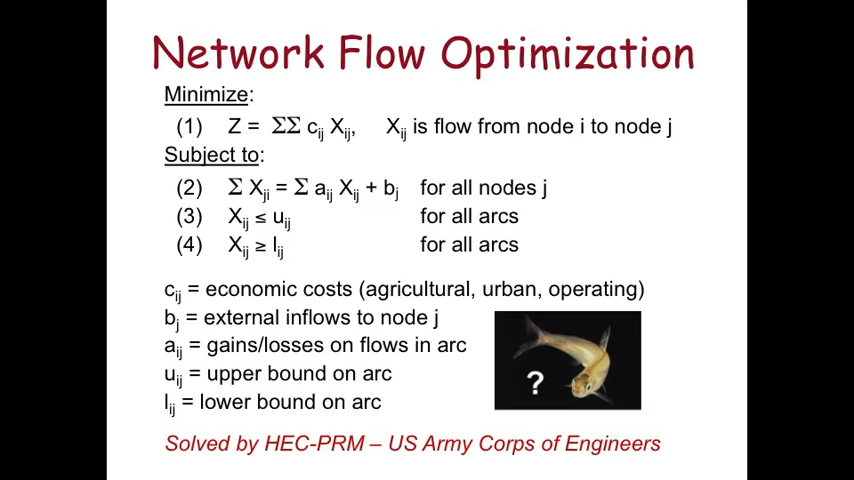 Network Flow Optimization
Minimize:
(1) Z = ΣΣ cij Xij, Xij is flow from node i to node j
Subject to:
(2) Σ Xji = Σ aij Xij + bj for all nodes j
(3) Xij ≤ uij for all arcs
(4) Xij ≥ lij for all arcs
cij = economic costs (agricultural, urban, operating)
bj = external inflows to node j
aij = gains/losses on flows in arc
uij = upper bound on arc
lij = lower bound on arc
?
Solved by HEC-PRM – US Army Corps of Engineers